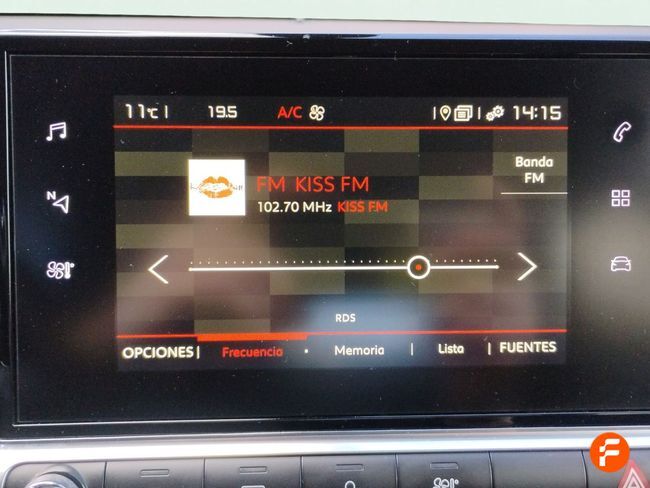 11°C 19.5 A/C 14:15
N
Banda FM
FM KISS FM
102.70 MHz KISS FM
RDS
OPCIONES Frecuencia Memoria Lista FUENTES